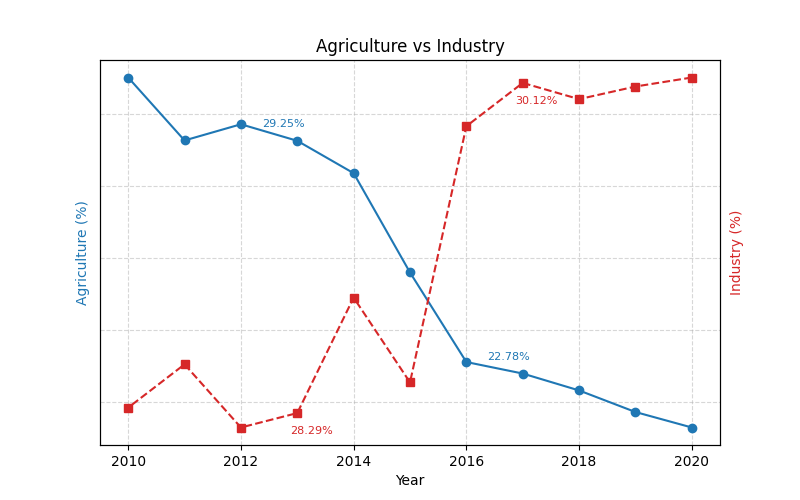 Agriculture vs Industry
29.25%
30.12%
22.78%
28.29%
Agriculture (%)
Industry (%)
2010 2012 2014 2016 2018 2020
Year